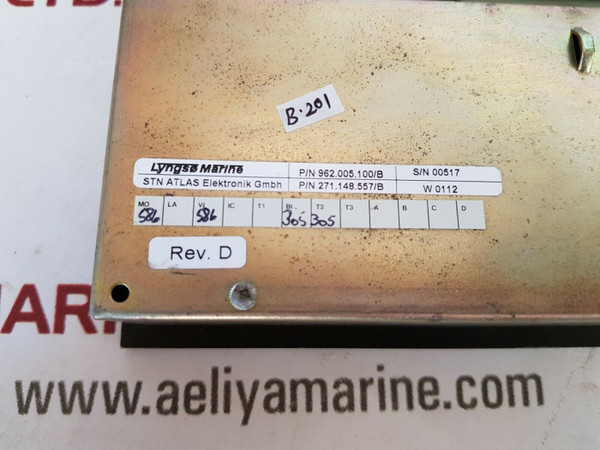 B.201
Lyngsø Marine P/N 962.005.100/B S/N 00517
STN ATLAS Elektronik Gmbh P/N 271.148.557/B W 0112
MO LA VI IC T1 BI T2 T3 A B C D
586 586 305 305
Rev. D
MAR
www.aeliyamarine.com